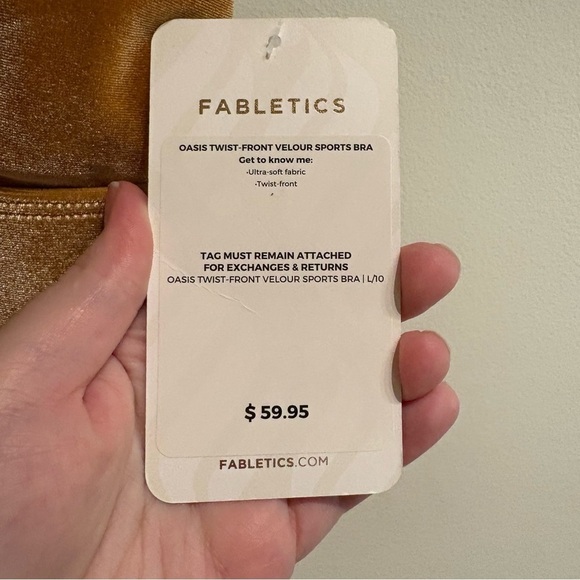 FABLETICS
OASIS TWIST-FRONT VELOUR SPORTS BRA
Get to know me:
•Ultra-soft fabric
•Twist-front
TAG MUST REMAIN ATTACHED
FOR EXCHANGES & RETURNS
OASIS TWIST-FRONT VELOUR SPORTS BRA | L/10
$ 59.95
FABLETICS.COM